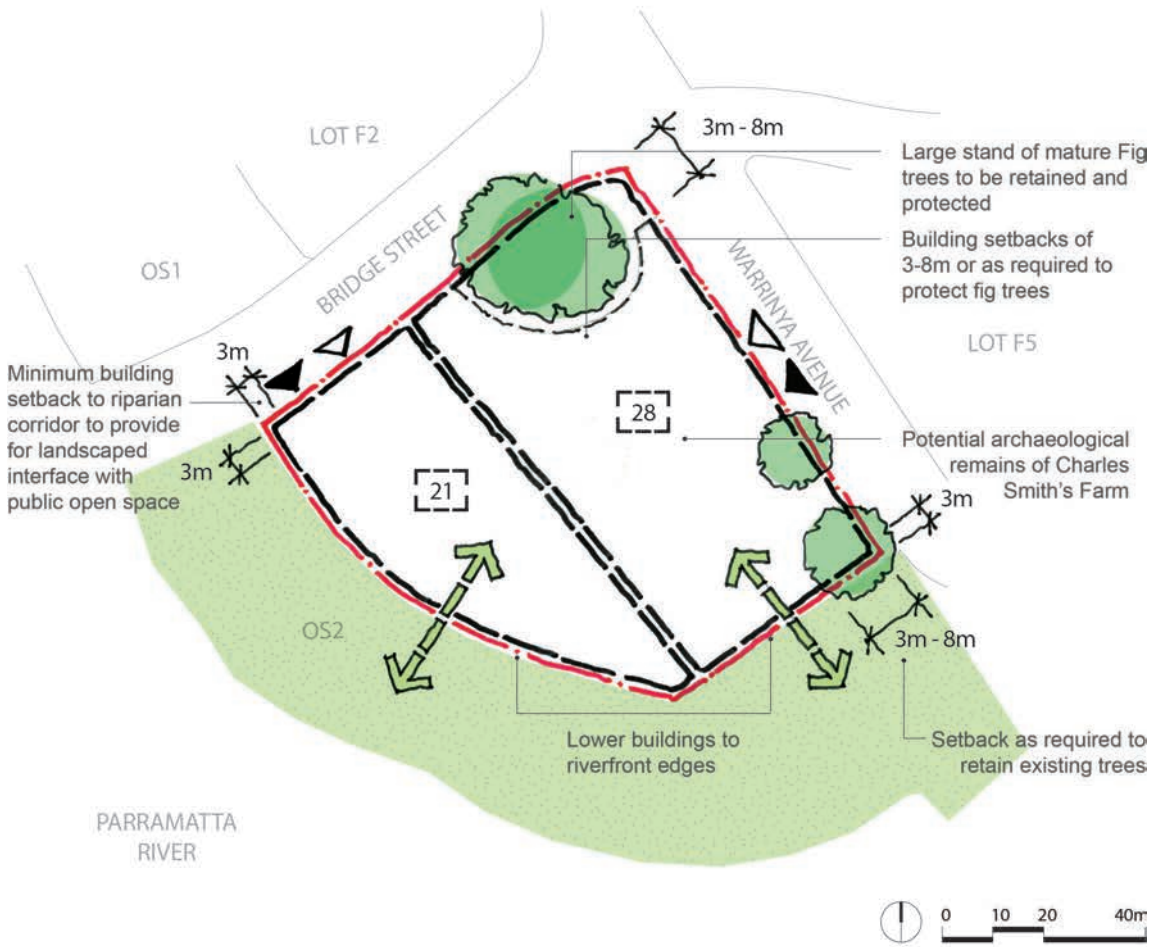 LOT F2
3m - 8m
Large stand of mature Fig
trees to be retained and
protected
OS1
BRIDGE STREET
WARRINYA AVENUE
Building setbacks of
3-8m or as required to
protect fig trees
LOT F5
3m
Minimum building
setback to riparian
corridor to provide
for landscaped
interface with
public open space
3m
28
21
Potential archaeological
remains of Charles
Smith's Farm
3m
OS2
3m - 8m
Lower buildings to
riverfront edges
Setback as required to
retain existing trees
PARRAMATTA
RIVER
0 10 20 40m